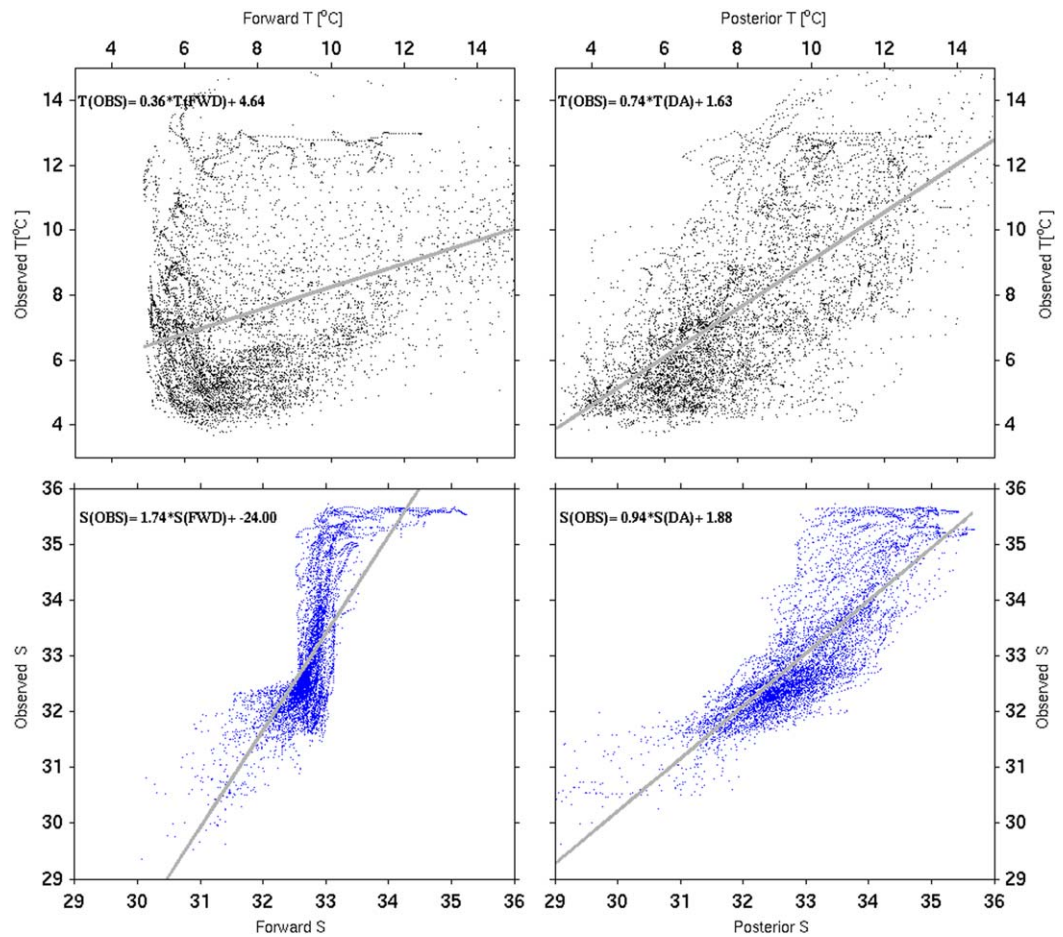 Forward T [°C]
Posterior T [°C]
4 6 8 10 12 14
4 6 8 10 12 14
T(OBS)= 0.36*T(FWD)+ 4.64
T(OBS)= 0.74*T(DA)+ 1.63
14
12
10
8
6
4
Observed T[°C]
14
12
10
8
6
4
Observed T[°C]
S(OBS)= 1.74*S(FWD)+ -24.00
S(OBS)= 0.94*S(DA)+ 1.88
36
35
34
33
32
31
30
29
Observed S
36
35
34
33
32
31
30
29
Observed S
29 30 31 32 33 34 35 36
29 30 31 32 33 34 35 36
Forward S
Posterior S